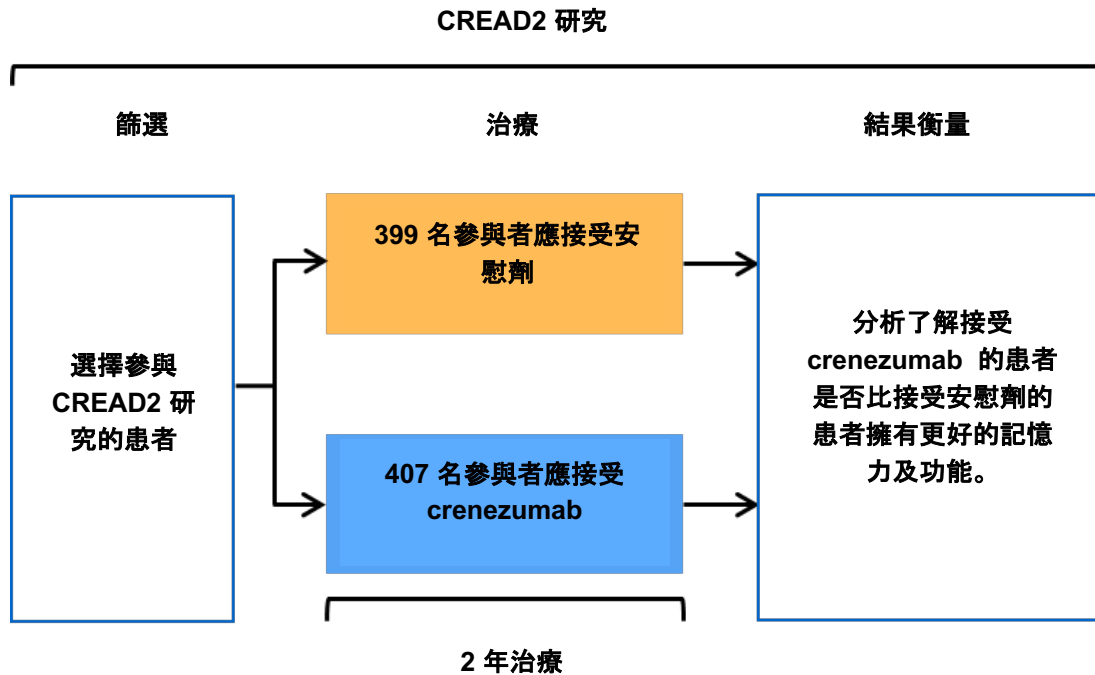 CREAD2 研究
篩選
治療
結果衡量
選擇參與
CREAD2 研
究的患者
399 名參與者應接受安
慰劑
407 名參與者應接受
crenezumab
分析了解接受
crenezumab 的患者
是否比接受安慰劑的
患者擁有更好的記憶
力及功能。
2 年治療